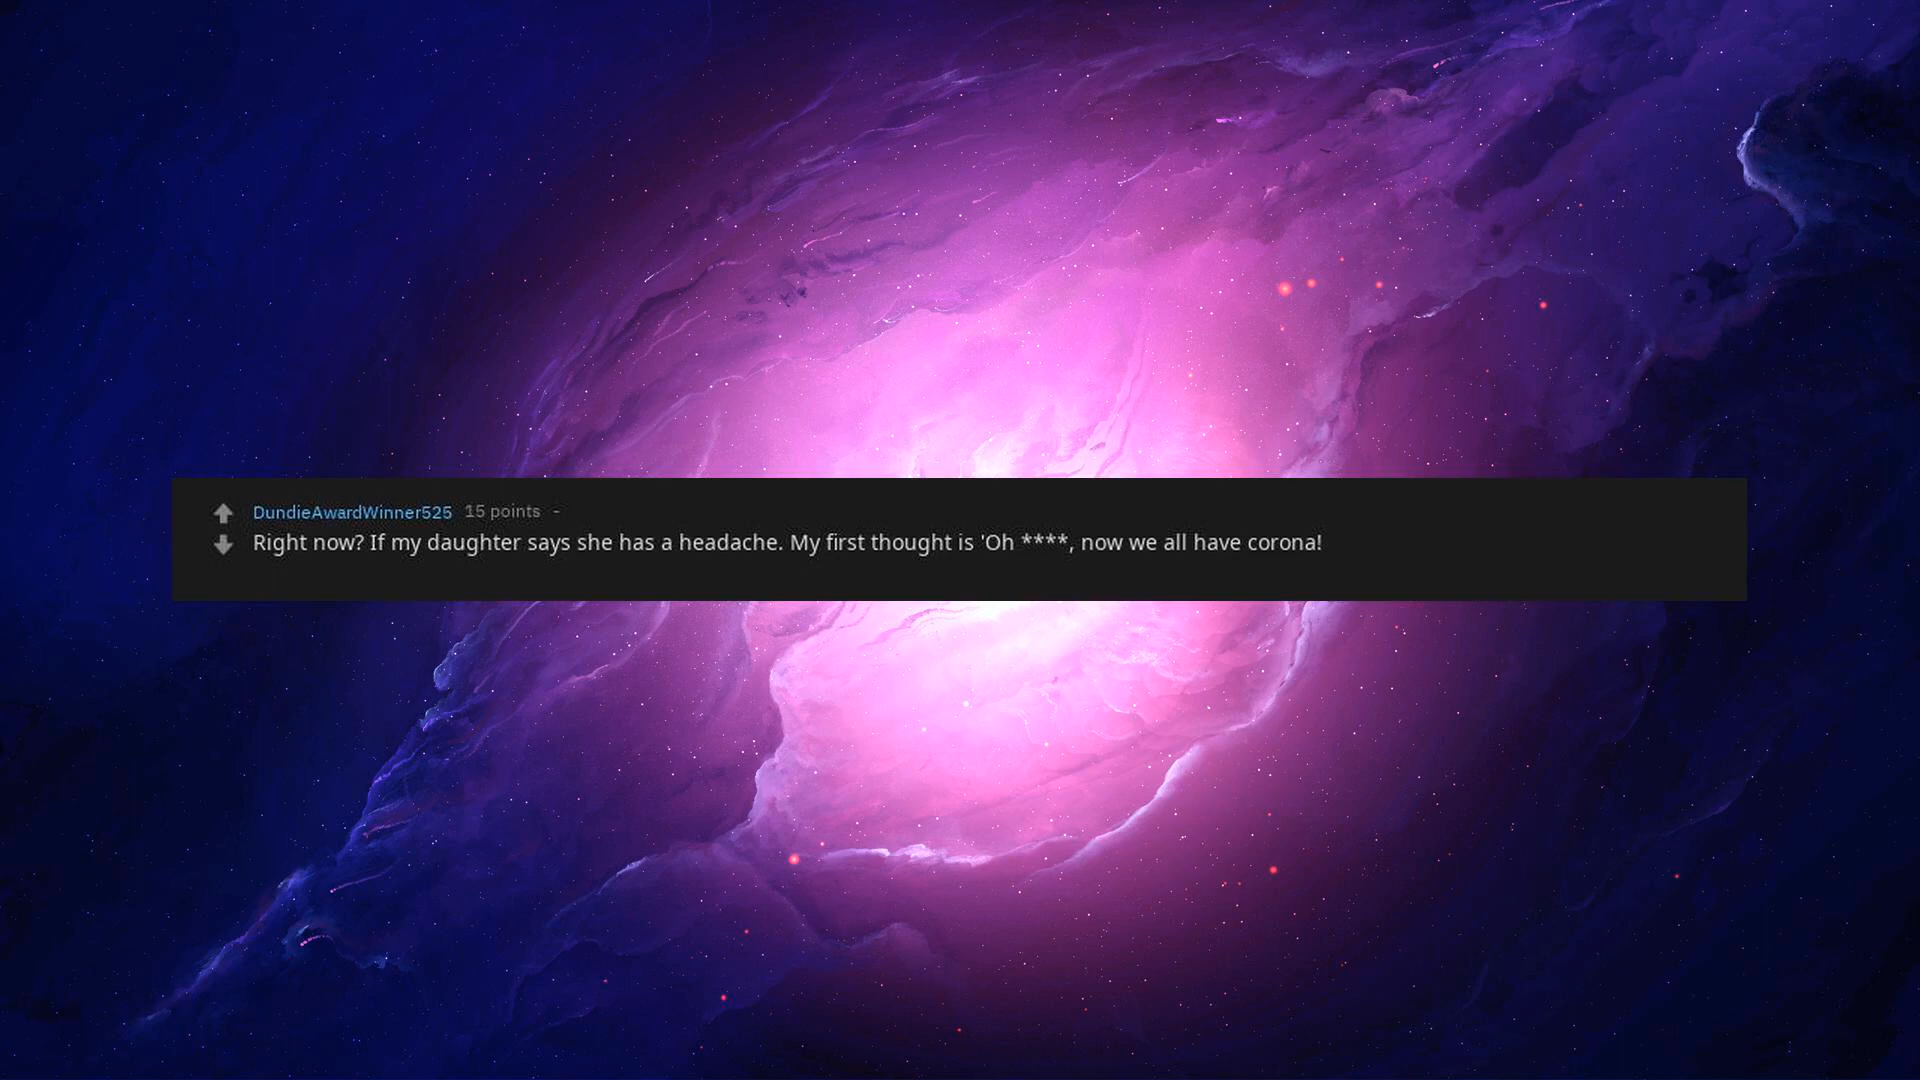 DundieAwardWinner525 15 points -
Right now? If my daughter says she has a headache. My first thought is 'Oh ****, now we all have corona!